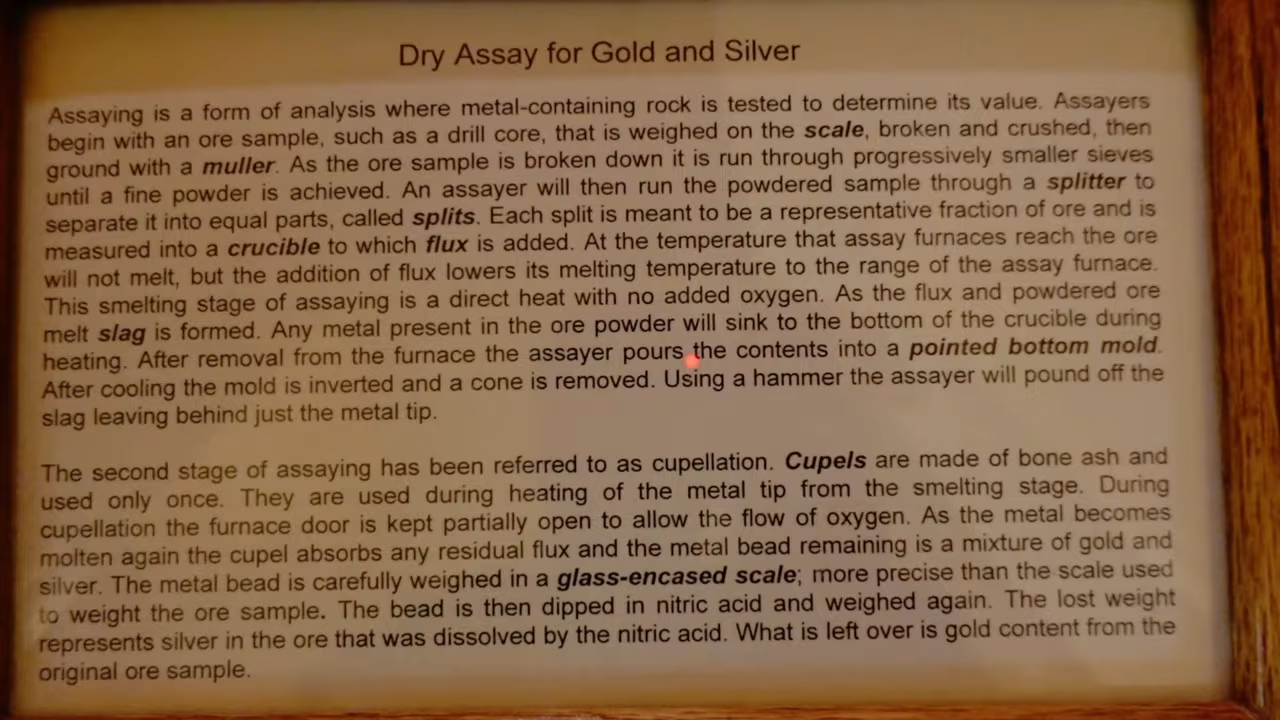 Dry Assay for Gold and Silver
Assaying is a form of analysis where metal-containing rock is tested to determine its value. Assayers
begin with an ore sample, such as a drill core, that is weighed on the scale, broken and crushed, then
ground with a muller. As the ore sample is broken down it is run through progressively smaller sieves
until a fine powder is achieved. An assayer will then run the powdered sample through a splitter to
separate it into equal parts, called splits. Each split is meant to be a representative fraction of ore and is
measured into a crucible to which flux is added. At the temperature that assay furnaces reach the ore
will not melt, but the addition of flux lowers its melting temperature to the range of the assay furnace.
This smelting stage of assaying is a direct heat with no added oxygen. As the flux and powdered ore
melt slag is formed. Any metal present in the ore powder will sink to the bottom of the crucible during
heating. After removal from the furnace the assayer pours the contents into a pointed bottom mold.
After cooling the mold is inverted and a cone is removed. Using a hammer the assayer will pound off the
slag leaving behind just the metal tip.
The second stage of assaying has been referred to as cupellation. Cupels are made of bone ash and
used only once. They are used during heating of the metal tip from the smelting stage. During
cupellation the furnace door is kept partially open to allow the flow of oxygen. As the metal becomes
molten again the cupel absorbs any residual flux and the metal bead remaining is a mixture of gold and
silver. The metal bead is carefully weighed in a glass-encased scale; more precise than the scale used
to weight the ore sample. The bead is then dipped in nitric acid and weighed again. The lost weight
represents silver in the ore that was dissolved by the nitric acid. What is left over is gold content from the
original ore sample.